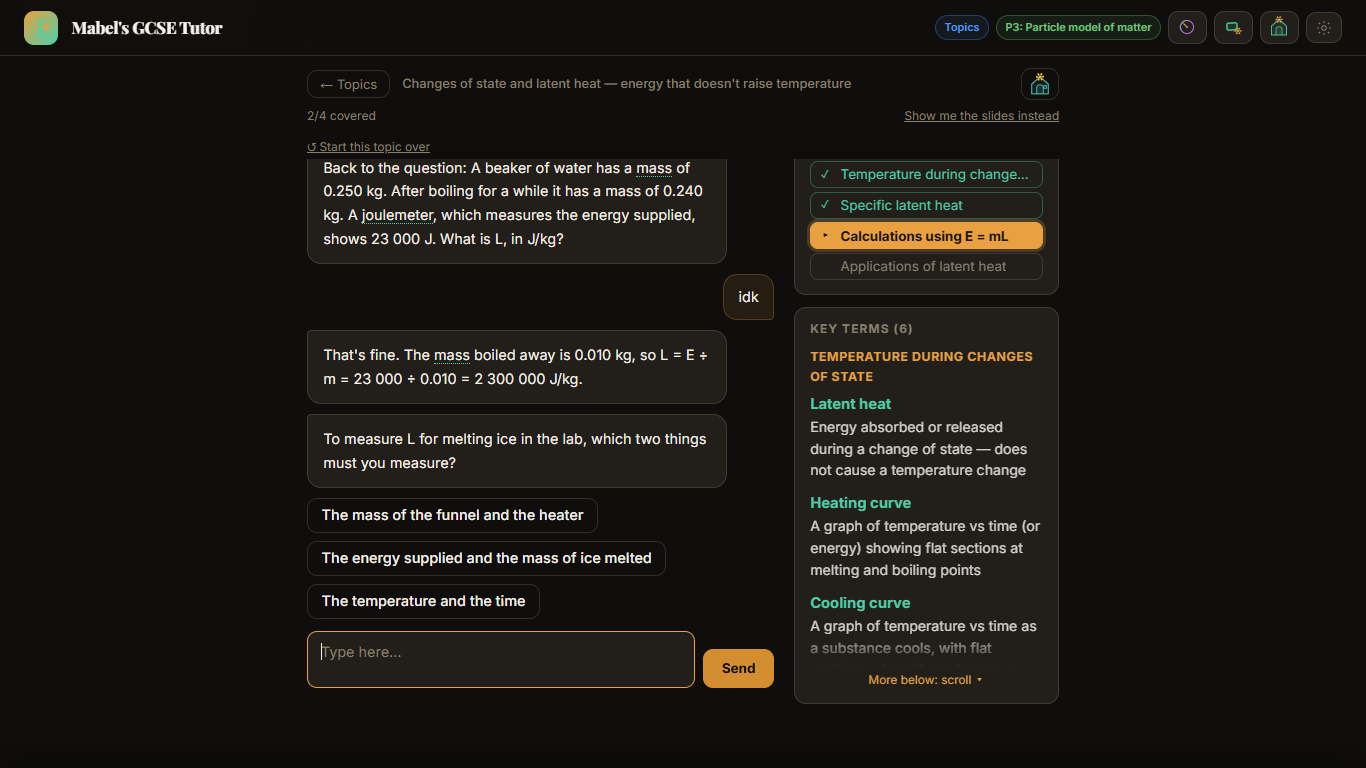 Mabel's GCSE Tutor
Topics
P3: Particle model of matter
← Topics
Changes of state and latent heat — energy that doesn't raise temperature
2/4 covered
Show me the slides instead
↺ Start this topic over
Back to the question: A beaker of water has a mass of
0.250 kg. After boiling for a while it has a mass of 0.240
kg. A joulemeter, which measures the energy supplied,
shows 23 000 J. What is L, in J/kg?
idk
That's fine. The mass boiled away is 0.010 kg, so L = E ÷
m = 23 000 ÷ 0.010 = 2 300 000 J/kg.
To measure L for melting ice in the lab, which two things
must you measure?
The mass of the funnel and the heater
The energy supplied and the mass of ice melted
The temperature and the time
Type here...
Send
✓ Temperature during change...
✓ Specific latent heat
‣ Calculations using E = mL
Applications of latent heat
KEY TERMS (6)
TEMPERATURE DURING CHANGES
OF STATE
Latent heat
Energy absorbed or released
during a change of state — does
not cause a temperature change
Heating curve
A graph of temperature vs time (or
energy) showing flat sections at
melting and boiling points
Cooling curve
A graph of temperature vs time as
a substance cools, with flat
More below: scroll ▾